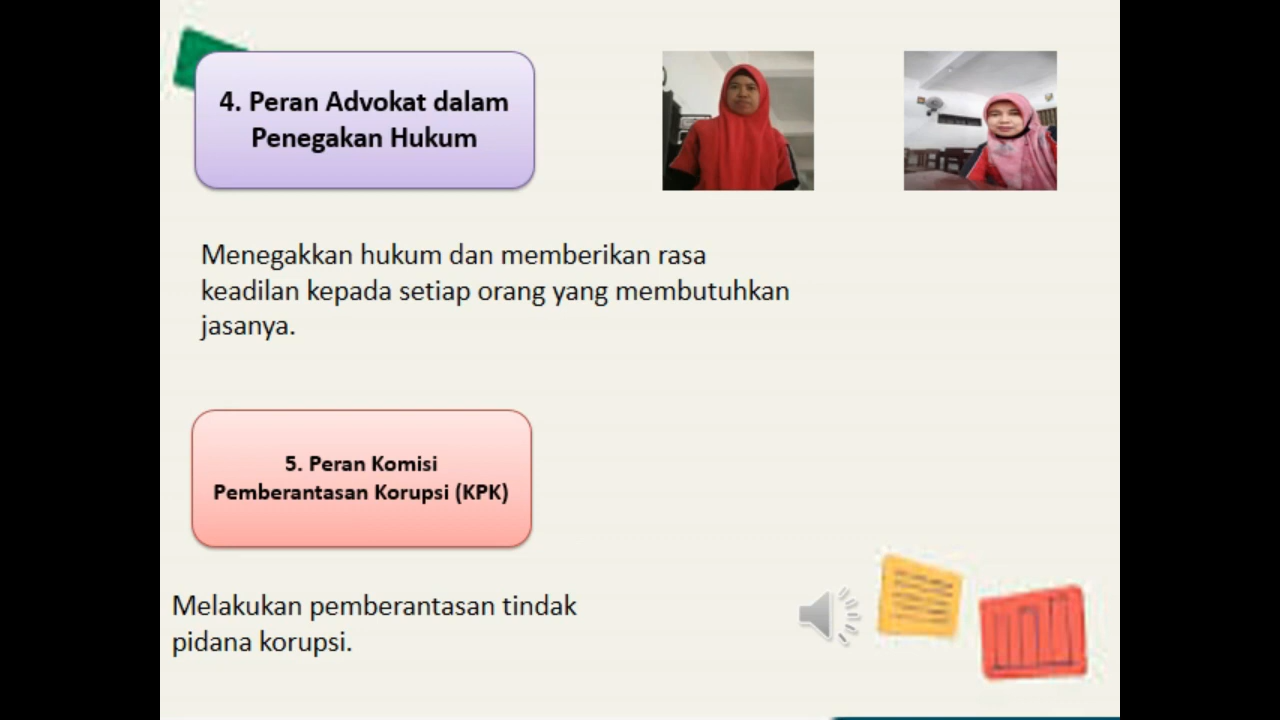 4. Peran Advokat dalam
Penegakan Hukum
Menegakkan hukum dan memberikan rasa
keadilan kepada setiap orang yang membutuhkan
jasanya.
5. Peran Komisi
Pemberantasan Korupsi (KPK)
Melakukan pemberantasan tindak
pidana korupsi.